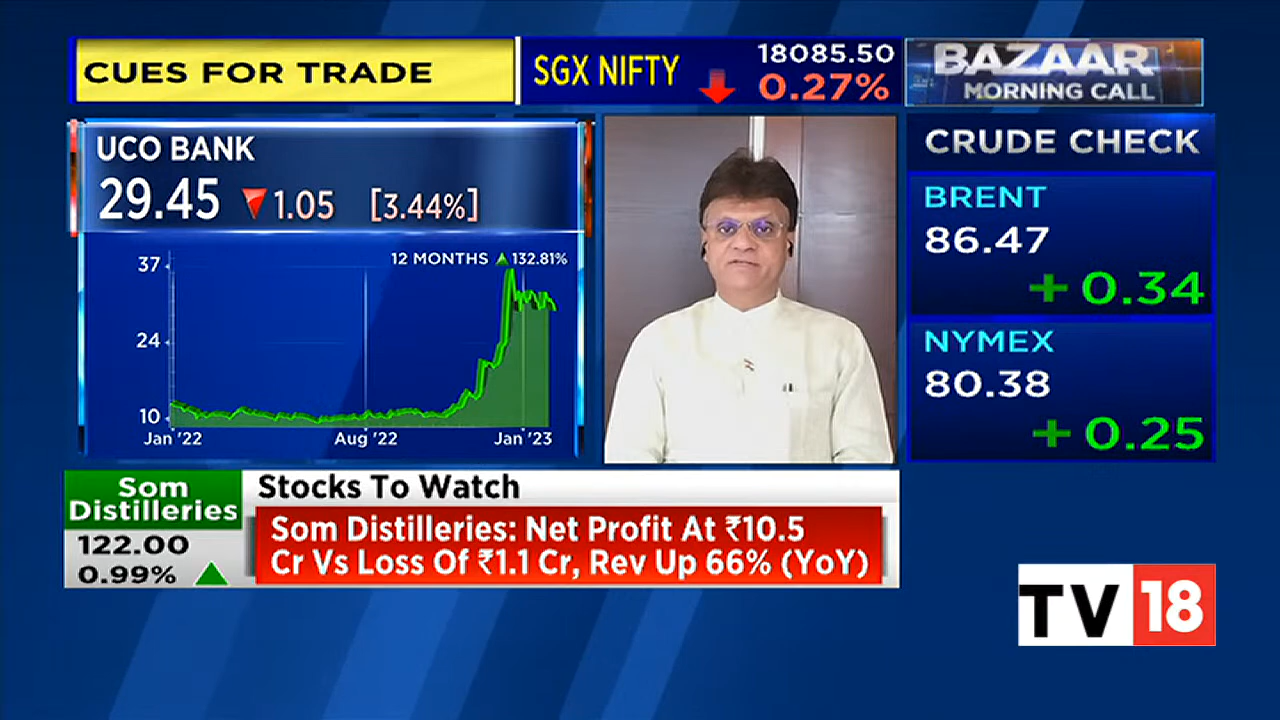 CUES FOR TRADE
SGX NIFTY
18085.50
0.27%
BAZAAR
MORNING CALL
UCO BANK
29.45 1.05 [3.44%]
12 MONTHS 132.81%
37
24
10
Jan '22 Aug '22 Jan '23
CRUDE CHECK
BRENT
86.47
+ 0.34
NYMEX
80.38
+ 0.25
Som
Distilleries
122.00
0.99%
Stocks To Watch
Som Distilleries: Net Profit At ₹10.5
Cr Vs Loss Of ₹1.1 Cr, Rev Up 66% (YoY)
TV 18